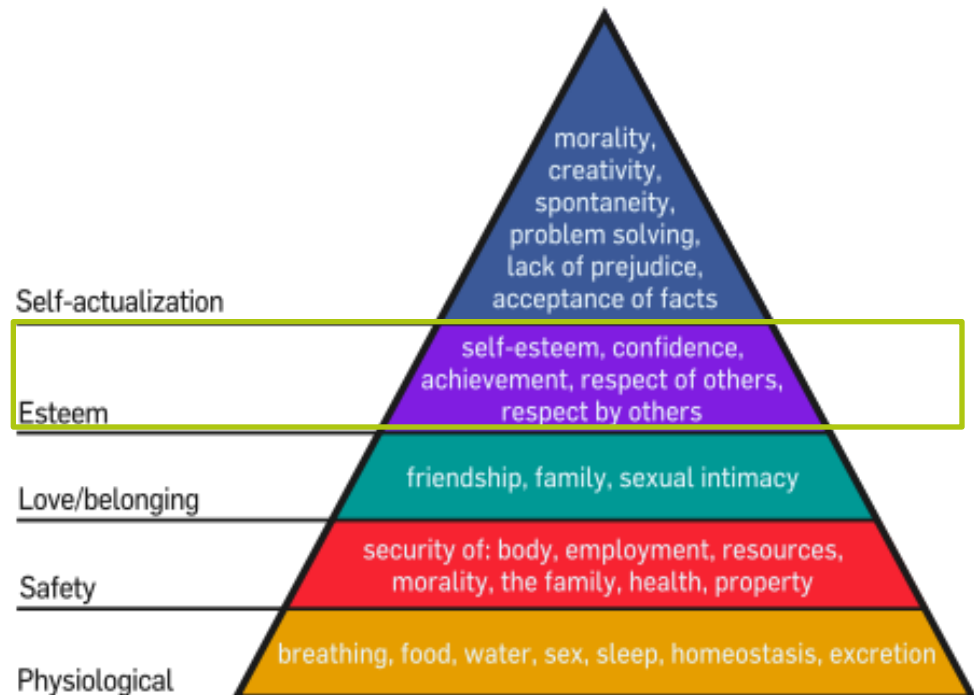 morality,
creativity,
spontaneity,
problem solving,
lack of prejudice,
acceptance of facts
Self-actualization
self-esteem, confidence,
achievement, respect of others,
respect by others
Esteem
friendship, family, sexual intimacy
Love/belonging
security of: body, employment, resources,
morality, the family, health, property
Safety
breathing, food, water, sex, sleep, homeostasis, excretion
Physiological